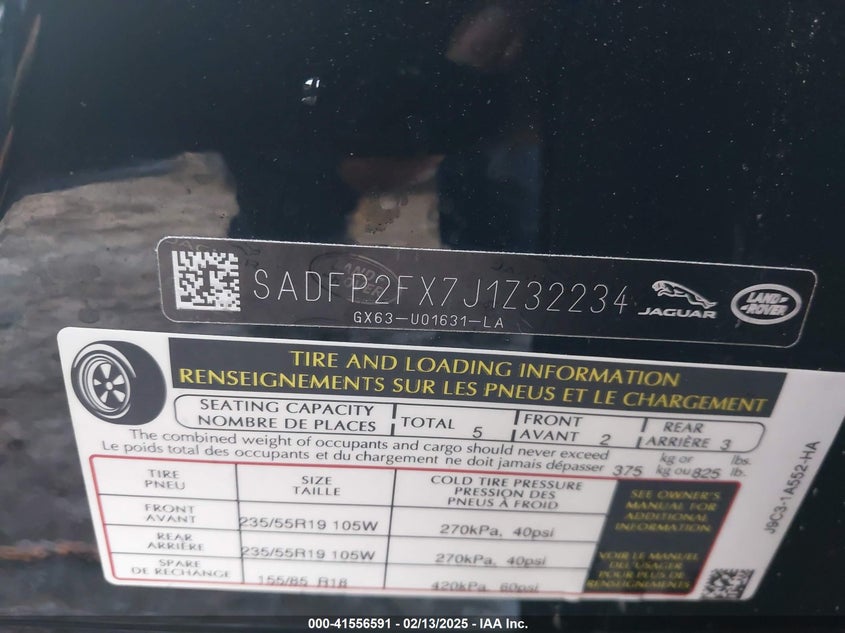 SADFP2FX7J1Z32234
GX63-U01631-LA
JAGUAR
LAND ROVER
TIRE AND LOADING INFORMATION
RENSEIGNEMENTS SUR LES PNEUS ET LE CHARGEMENT
SEATING CAPACITY
NOMBRE DE PLACES
TOTAL 5
FRONT
AVANT 2
REAR
ARRIÈRE 3
The combined weight of occupants and cargo should never exceed
Le poids total des occupants et du chargement ne doit jamais dépasser
375 kg or kg ou 825 lbs. lb.
TIRE
PNEU
SIZE
TAILLE
COLD TIRE PRESSURE
PRESSION DES
PNEUS À FROID
SEE OWNER'S
MANUAL FOR
ADDITIONAL
INFORMATION
FRONT
AVANT
235/55R19 105W
270kPa, 40psi
REAR
ARRIÈRE
235/55R19 105W
270kPa, 40psi
SPARE
DE RECHANGE
155/85 R18
420kPa, 60psi
VOIR LE MANUEL
DE L'USAGER
POUR PLUS DE
RENSEIGNEMENTS
J9C3-1A552-HA
000-41556591 - 02/13/2025 - IAA Inc.